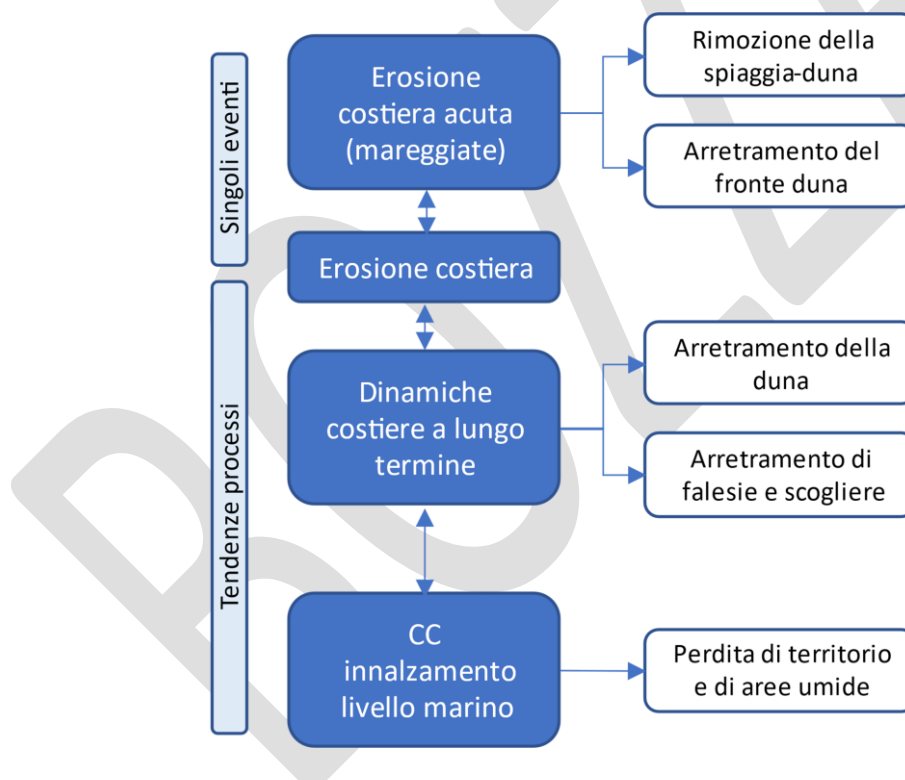 Singoli eventi
Erosione
costiera acuta
(mareggiate)
Rimozione della
spiaggia-duna
Arretramento del
fronte duna
Erosione costiera
Tendenze processi
Dinamiche
costiere a lungo
termine
Arretramento della
duna
Arretramento di
falesie e scogliere
CC
innalzamento
livello marino
Perdita di territorio
e di aree umide